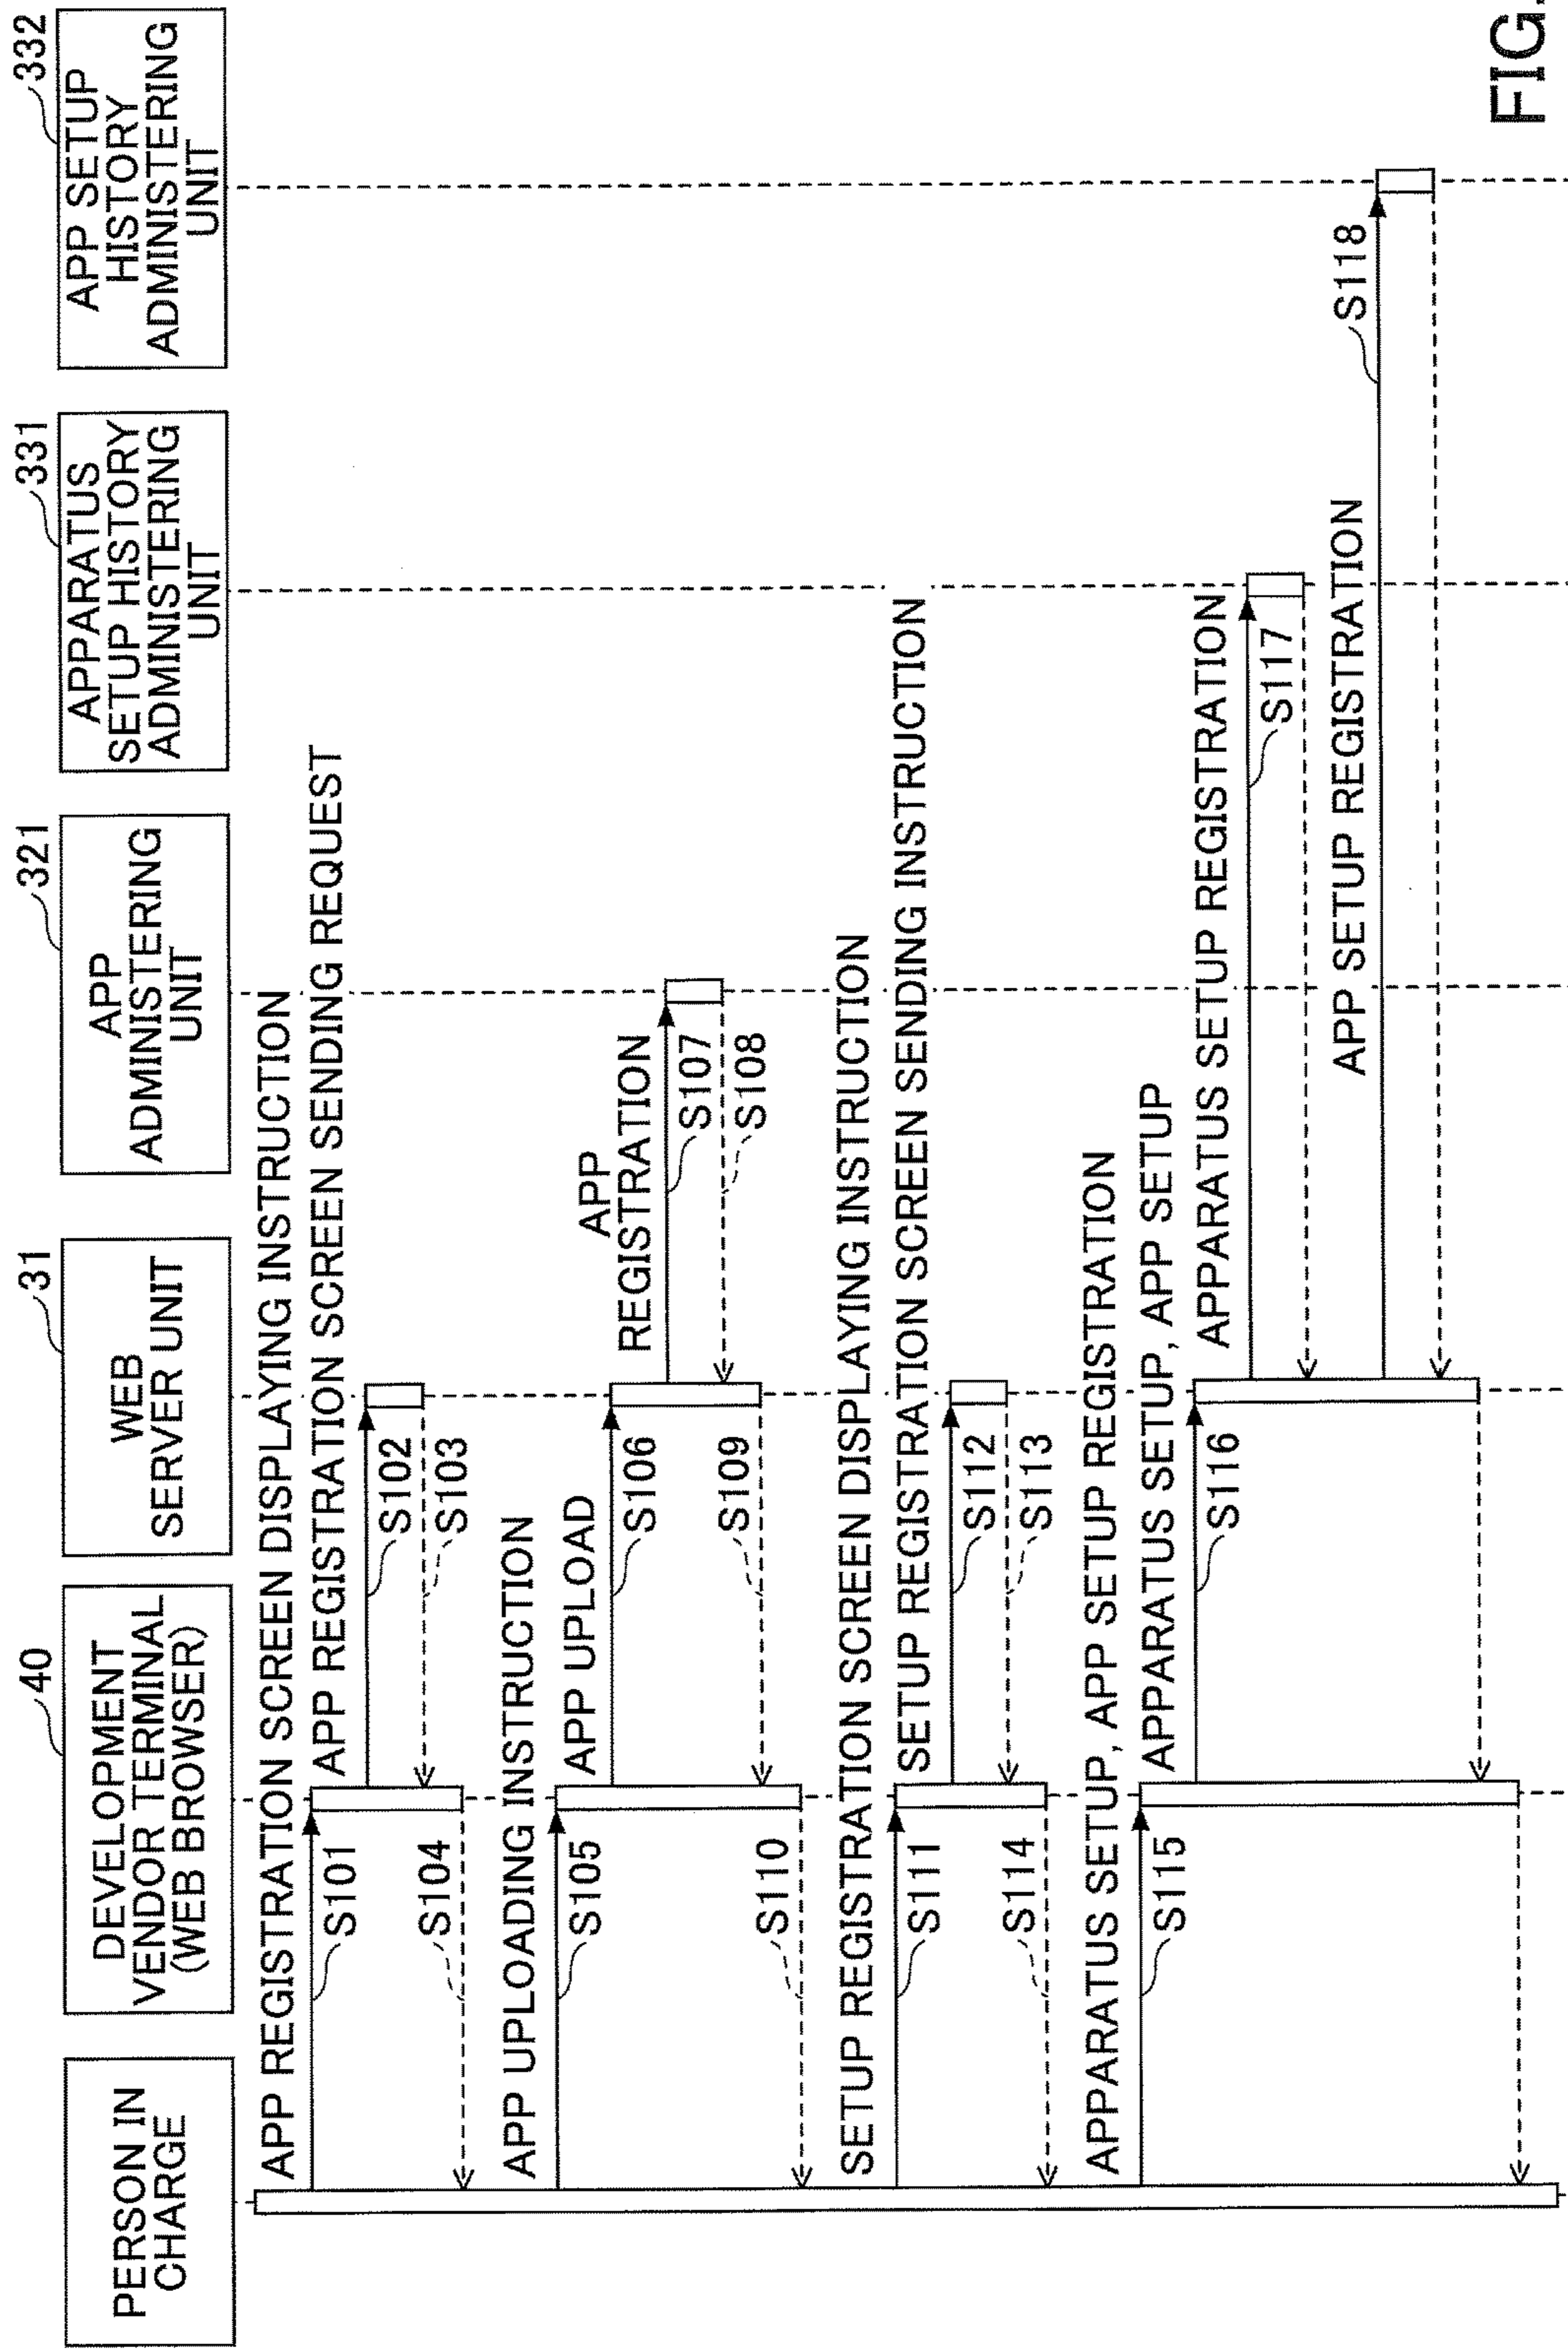 PERSON IN
CHARGE
40
DEVELOPMENT
VENDOR TERMINAL
(WEB BROWSER)
31
WEB
SERVER UNIT
321
APP
ADMINISTERING
UNIT
331
APPARATUS
SETUP HISTORY
ADMINISTERING
UNIT
332
APP SETUP
HISTORY
ADMINISTERING
UNIT
APP REGISTRATION SCREEN DISPLAYING INSTRUCTION
S101
APP REGISTRATION SCREEN SENDING REQUEST
S102
S103
S104
APP UPLOADING INSTRUCTION
S105
APP UPLOAD
S106
APP
REGISTRATION
S107
S108
S109
S110
SETUP REGISTRATION SCREEN DISPLAYING INSTRUCTION
S111
SETUP REGISTRATION SCREEN SENDING INSTRUCTION
S112
S113
S114
APPARATUS SETUP, APP SETUP REGISTRATION
S115
APPARATUS SETUP, APP SETUP
S116
APPARATUS SETUP REGISTRATION
S117
APP SETUP REGISTRATION
S118
FIG.